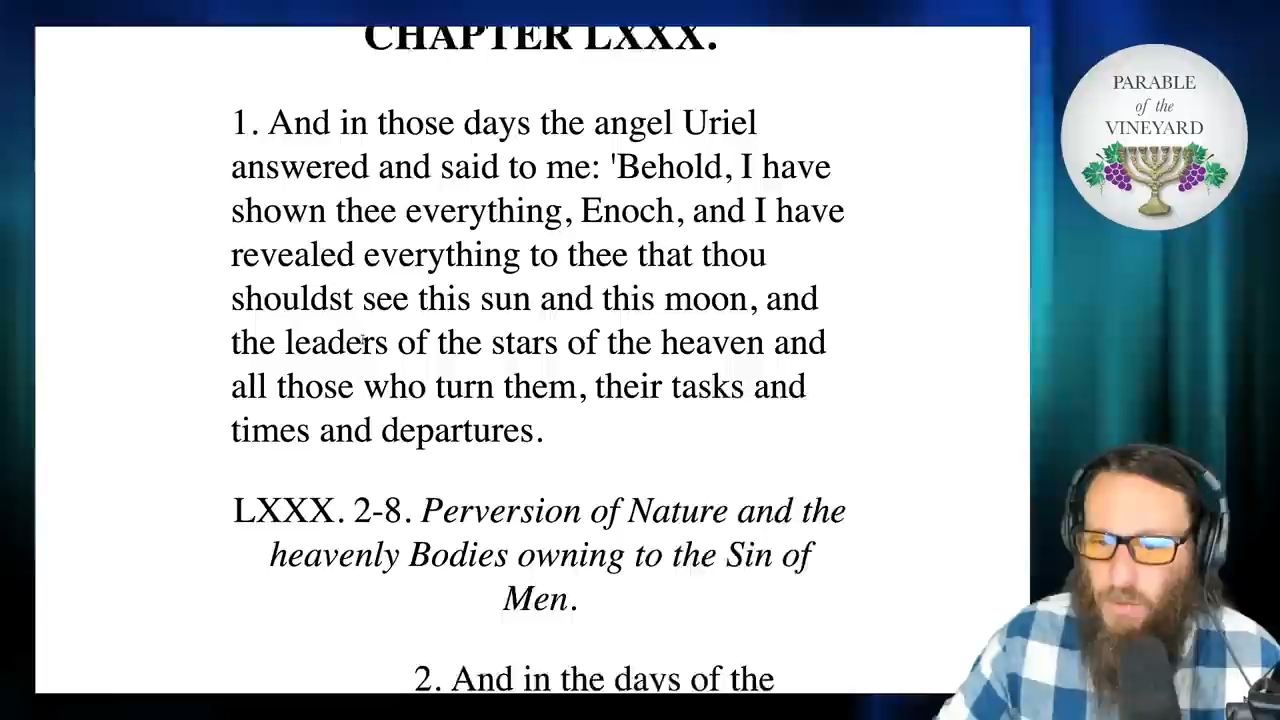 CHAPTER LXXX.
1. And in those days the angel Uriel
answered and said to me: 'Behold, I have
shown thee everything, Enoch, and I have
revealed everything to thee that thou
shouldst see this sun and this moon, and
the leaders of the stars of the heaven and
all those who turn them, their tasks and
times and departures.
LXXX. 2-8. Perversion of Nature and the
heavenly Bodies owning to the Sin of
Men.
2. And in the days of the
PARABLE
of the
VINEYARD